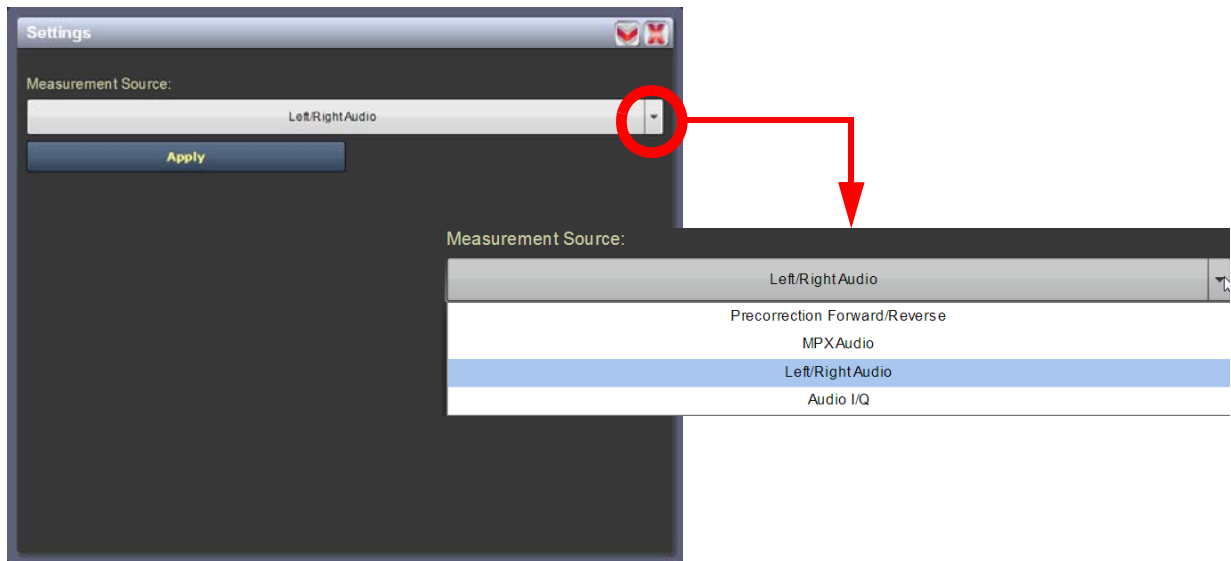 Settings
Measurement Source:
Left/Right Audio
Apply
Measurement Source:
Left/Right Audio
Precorrection Forward/Reverse
MPX Audio
Left/Right Audio
Audio I/Q